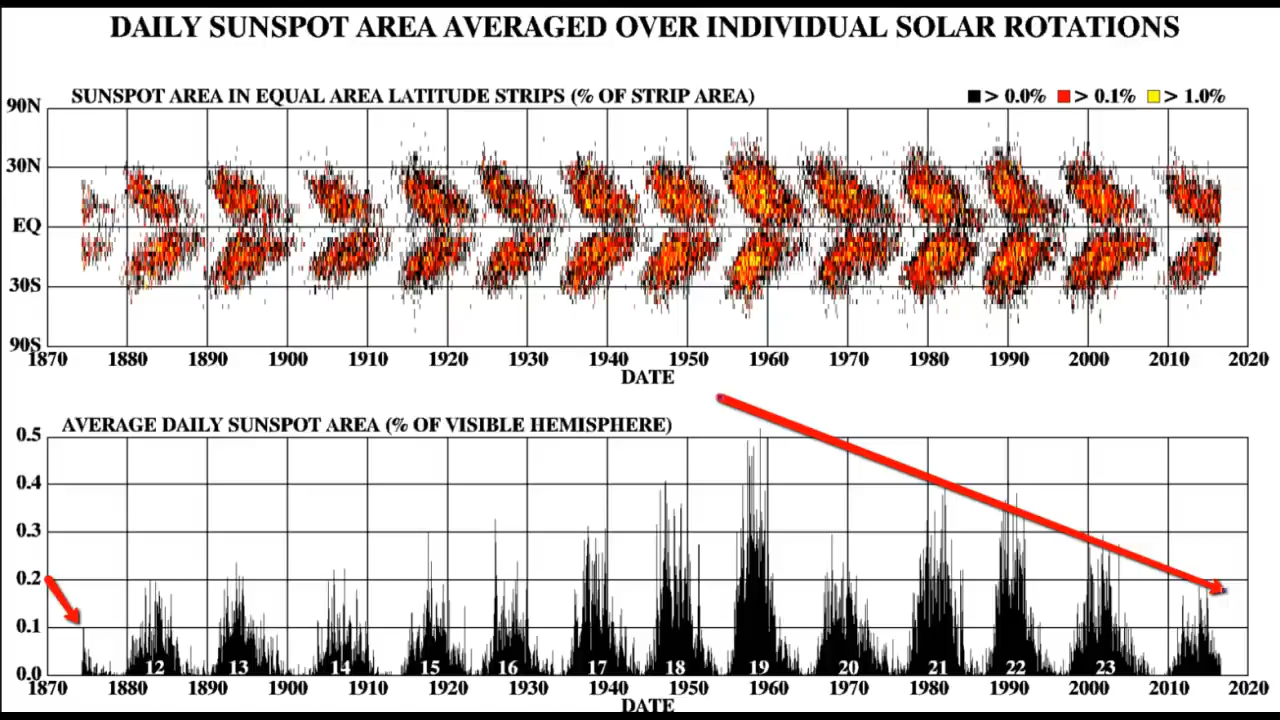 DAILY SUNSPOT AREA AVERAGED OVER INDIVIDUAL SOLAR ROTATIONS
SUNSPOT AREA IN EQUAL AREA LATITUDE STRIPS (% OF STRIP AREA)
> 0.0% > 0.1% > 1.0%
90N
30N
EQ
30S
90S
1870 1880 1890 1900 1910 1920 1930 1940 1950 1960 1970 1980 1990 2000 2010 2020
DATE
AVERAGE DAILY SUNSPOT AREA (% OF VISIBLE HEMISPHERE)
0.5
0.4
0.3
0.2
0.1
0.0
12 13 14 15 16 17 18 19 20 21 22 23
1870 1880 1890 1900 1910 1920 1930 1940 1950 1960 1970 1980 1990 2000 2010 2020
DATE